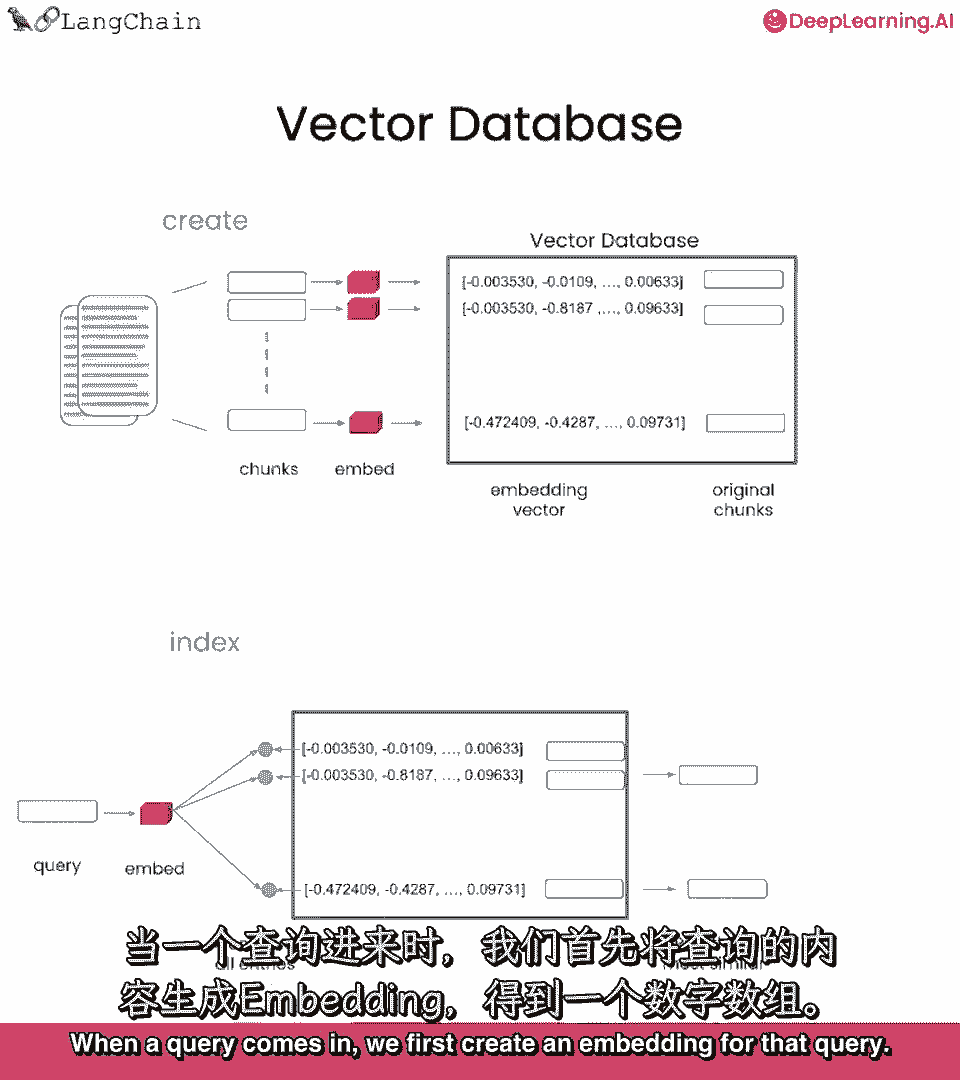 LangChain
DeepLearning.AI
Vector Database
create
Vector Database
[-0.003530, -0.0109, ..., 0.00633]
[-0.003530, -0.8187 ,..., 0.09633]
[-0.472409, -0.4287, ..., 0.09731]
chunks
embed
embedding
vector
original
chunks
index
[-0.003530, -0.0109, ..., 0.00633]
[-0.003530, -0.8187, ..., 0.09633]
[-0.472409, -0.4287, ..., 0.09731]
query
embed
当一个查询进来时，我们首先将查询的内
容生成Embedding，得到一个数字数组。
When a query comes in, we first create an embedding for that query.